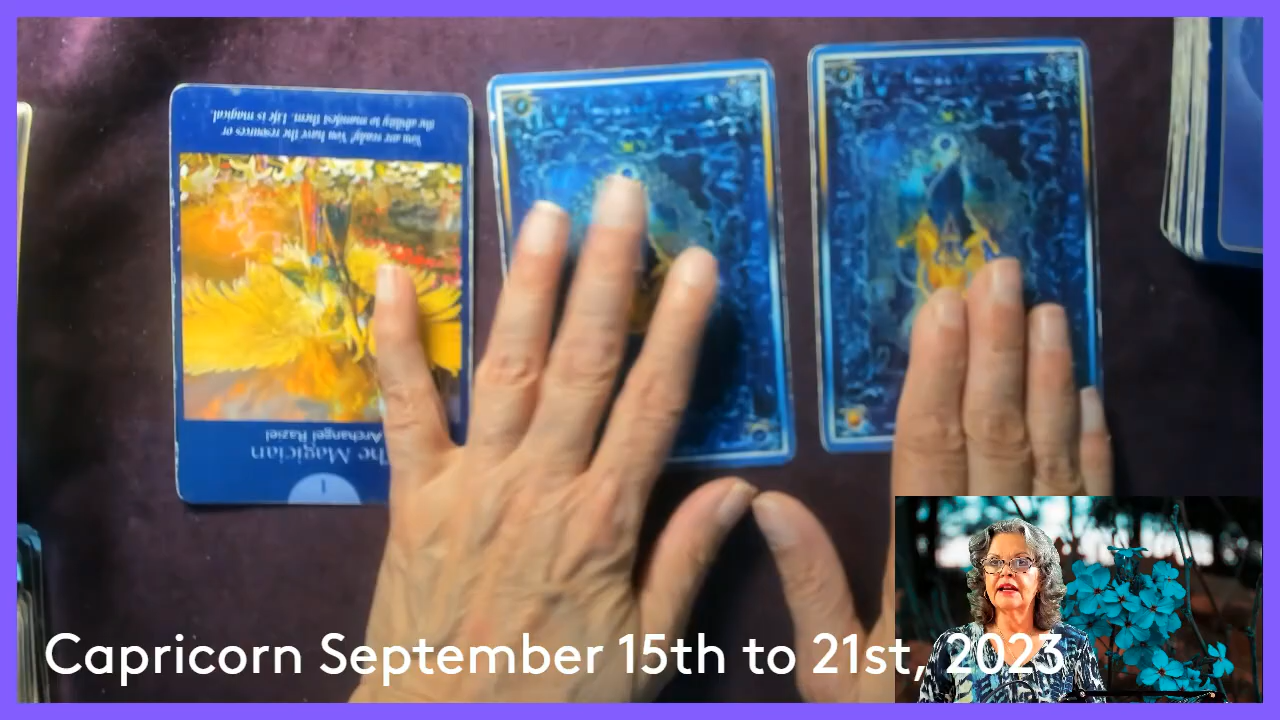 You are ready! You have the resources or
the ability to manifest them. Life is magical.
The Magician
Archangel Raziel
1
Capricorn September 15th to 21st, 2023